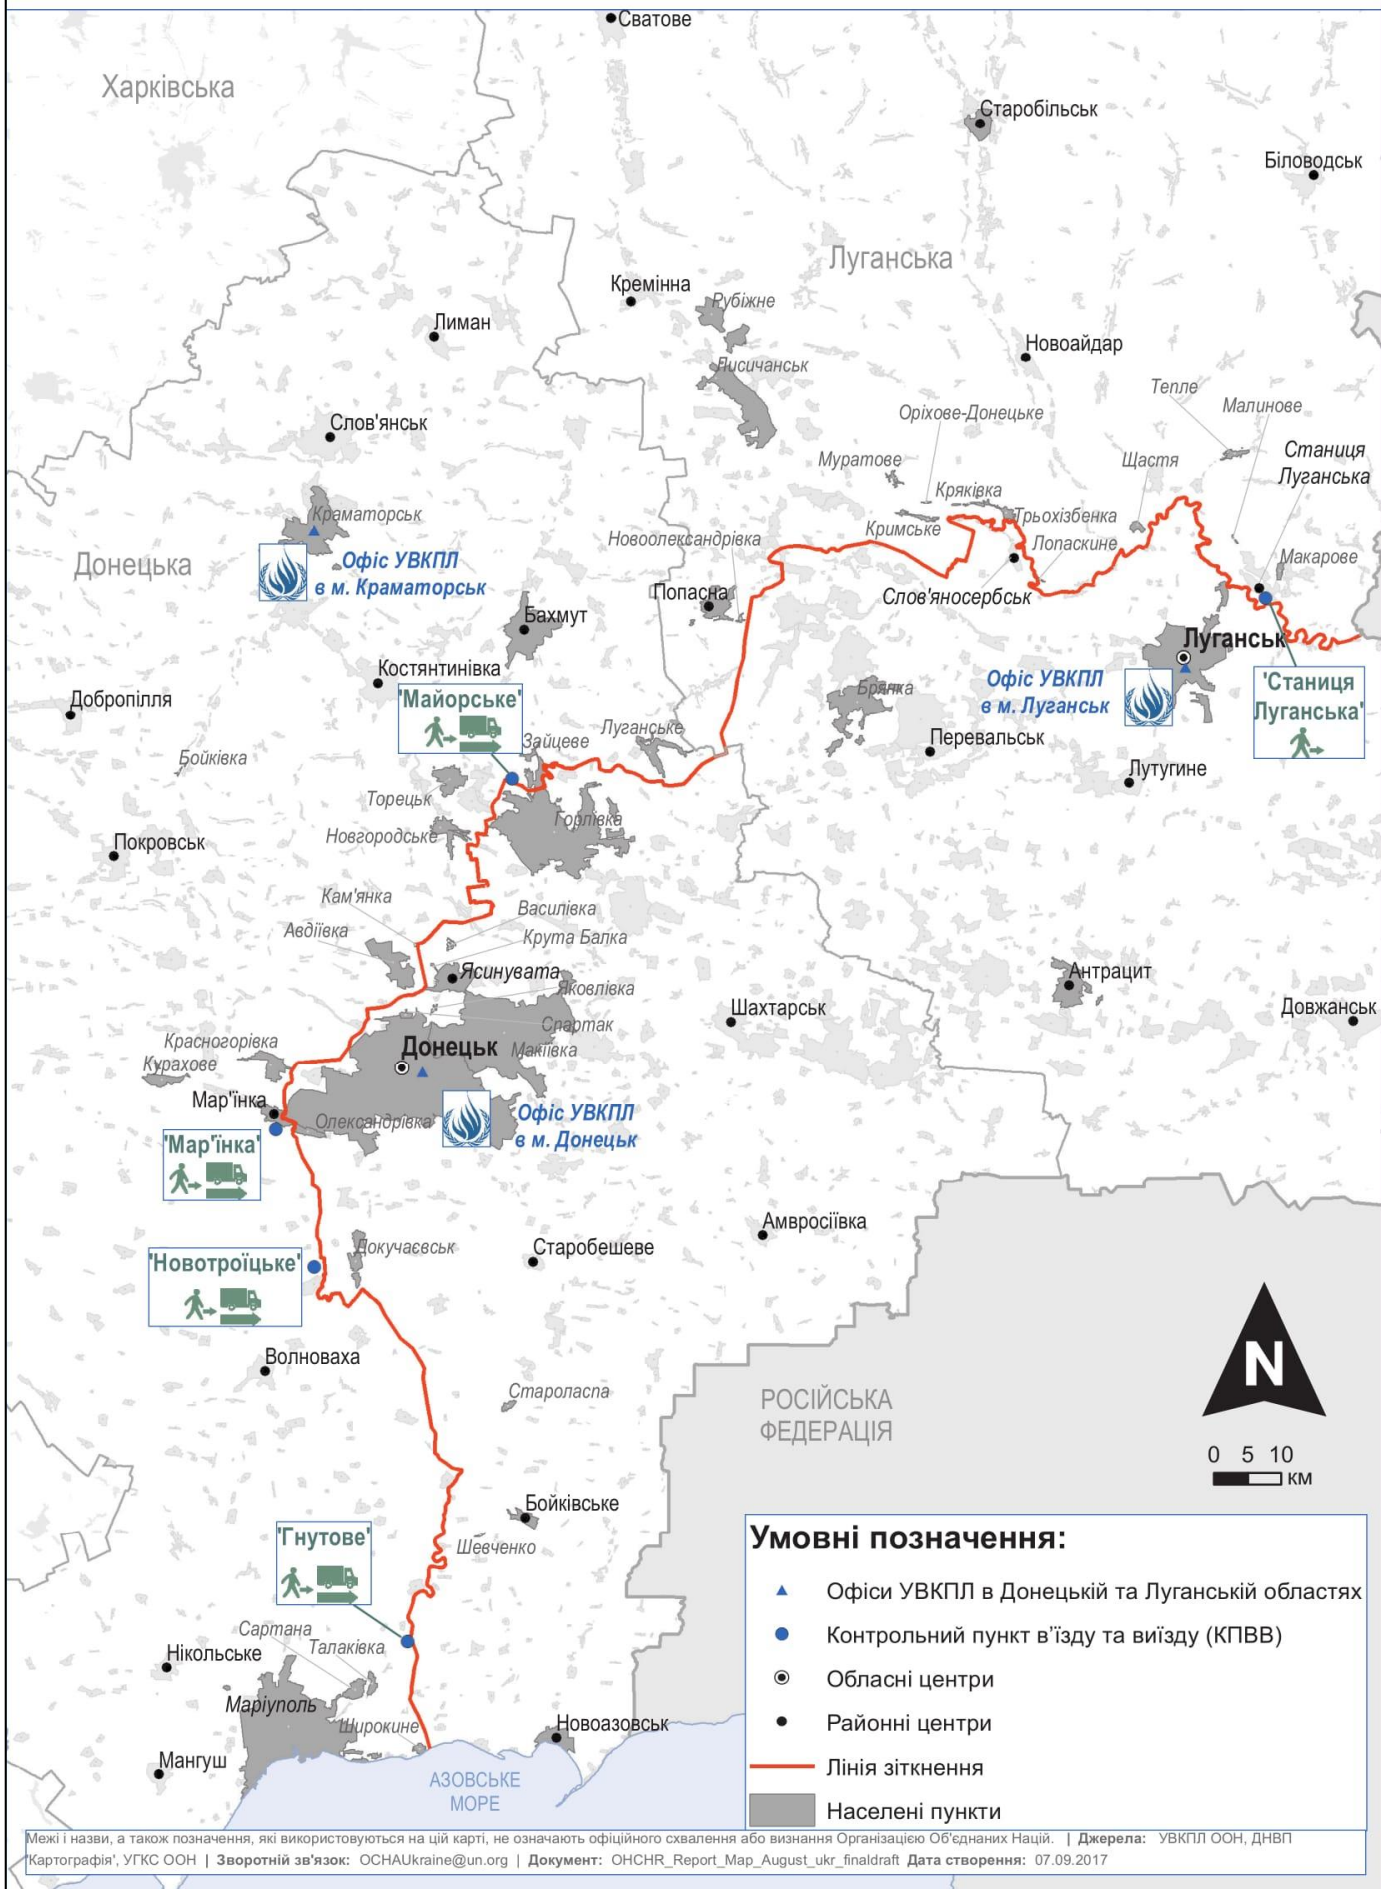 Сватове
Харківська
Старобільськ
Біловодськ
Луганська
Кремінна
Рубіжне
Лиман
Новоайдар
Лисичанськ
Тепле
Малинове
Оріхове-Донецьке
Слов'янськ
Станиця
Луганська
Муратове
Щастя
Кряківка
Краматорськ
Трьохізбенка
Кримське
Новоолександрівка
Лопаскине
Макарове
Офіс УВКПЛ
в м. Краматорськ
Донецька
Попасна
Слов'яносербськ
Бахмут
Луганськ
Костянтинівка
Офіс УВКПЛ
в м. Луганськ
'Станиця
Луганська'
Добропілля
'Майорське'
Брянка
Зайцеве
Луганське
Перевальськ
Бойківка
Лутугине
Торецьк
Горлівка
Новгородське
Покровськ
Кам'янка
Василівка
Авдіївка
Крута Балка
Ясинувата
Антрацит
Яковлівка
Шахтарськ
Довжанськ
Спартак
Красногорівка
Донецьк
Макіївка
Курахове
Мар'їнка
Олександрівка
Офіс УВКПЛ
в м. Донецьк
'Мар'їнка'
Амвросіївка
Докучаєвськ
Старобешеве
'Новотроїцьке'
Волноваха
Староласпа
РОСІЙСЬКА
ФЕДЕРАЦІЯ
N
0 5 10
км
Бойківське
'Гнутове'
Шевченко
Сартана
Талаківка
Нікольське
Маріуполь
Широкине
Новоазовськ
Мангуш
АЗОВСЬКЕ
МОРЕ
Умовні позначення:
Офіси УВКПЛ в Донецькій та Луганській областях
Контрольний пункт в'їзду та виїзду (КПВВ)
Обласні центри
Районні центри
Лінія зіткнення
Населені пункти
Межі і назви, а також позначення, які використовуються на цій карті, не означають офіційного схвалення або визнання Організацією Об'єднаних Націй. | Джерела: УВКПЛ ООН, ДНВП
'Картографія', УГКС ООН | Зворотній зв'язок: OCHAUkraine@un.org | Документ: OHCHR_Report_Map_August_ukr_finaldraft Дата створення: 07.09.2017